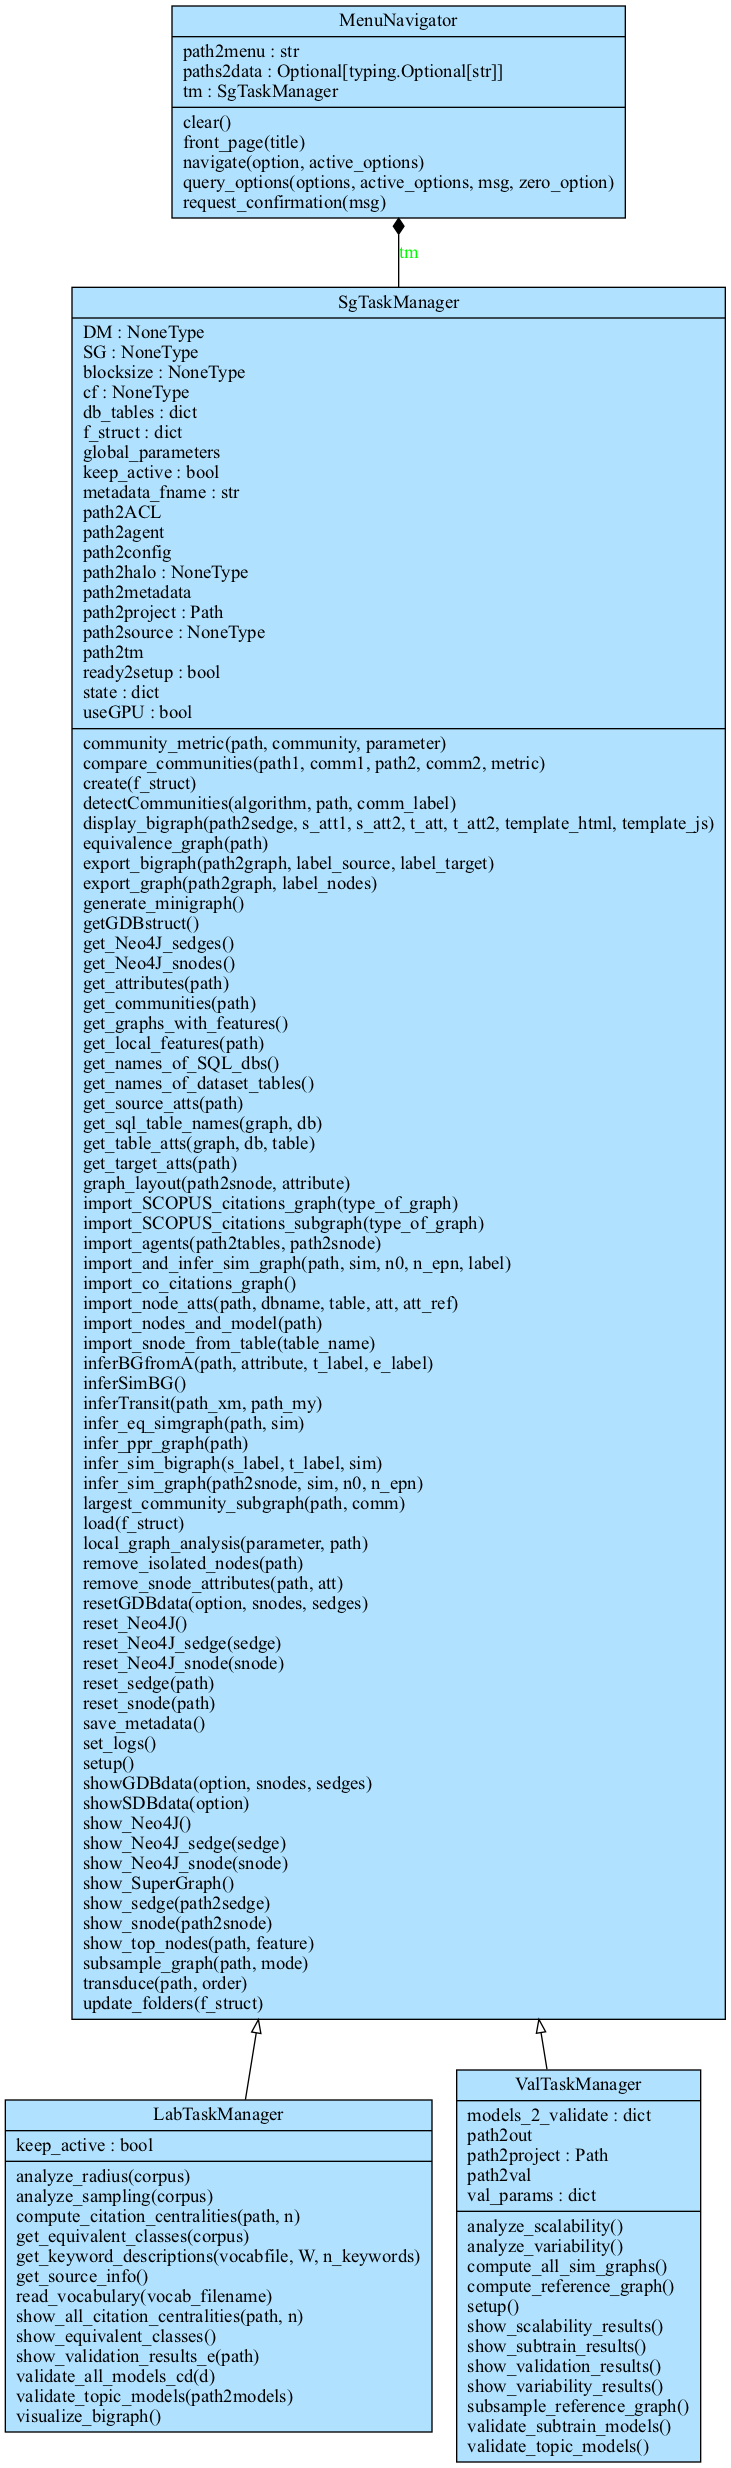 MenuNavigator
path2menu : str
paths2data : Optional[typing.Optional[str]]
tm : SgTaskManager
clear()
front_page(title)
navigate(option, active_options)
query_options(options, active_options, msg, zero_option)
request_confirmation(msg)
tm
SgTaskManager
DM : NoneType
SG : NoneType
blocksize : NoneType
cf : NoneType
db_tables : dict
f_struct : dict
global_parameters
keep_active : bool
metadata_fname : str
path2ACL
path2agent
path2config
path2halo : NoneType
path2metadata
path2project : Path
path2source : NoneType
path2tm
ready2setup : bool
state : dict
useGPU : bool
community_metric(path, community, parameter)
compare_communities(path1, comm1, path2, comm2, metric)
create(f_struct)
detectCommunities(algorithm, path, comm_label)
display_bigraph(path2sedge, s_att1, s_att2, t_att, t_att2, template_html, template_js)
equivalence_graph(path)
export_bigraph(path2graph, label_source, label_target)
export_graph(path2graph, label_nodes)
generate_minigraph()
getGDBstruct()
get_Neo4J_sedges()
get_Neo4J_snodes()
get_attributes(path)
get_communities(path)
get_graphs_with_features()
get_local_features(path)
get_names_of_SQL_dbs()
get_names_of_dataset_tables()
get_source_atts(path)
get_sql_table_names(graph, db)
get_table_atts(graph, db, table)
get_target_atts(path)
graph_layout(path2snode, attribute)
import_SCOPUS_citations_graph(type_of_graph)
import_SCOPUS_citations_subgraph(type_of_graph)
import_agents(path2tables, path2snode)
import_and_infer_sim_graph(path, sim, n0, n_epn, label)
import_co_citations_graph()
import_node_atts(path, dbname, table, att, att_ref)
import_nodes_and_model(path)
import_snode_from_table(table_name)
inferBGfromA(path, attribute, t_label, e_label)
inferSimBG()
inferTransit(path_xm, path_my)
infer_eq_simgraph(path, sim)
infer_ppr_graph(path)
infer_sim_bigraph(s_label, t_label, sim)
infer_sim_graph(path2snode, sim, n0, n_epn)
largest_community_subgraph(path, comm)
load(f_struct)
local_graph_analysis(parameter, path)
remove_isolated_nodes(path)
remove_snode_attributes(path, att)
resetGDBdata(option, snodes, sedges)
reset_Neo4J()
reset_Neo4J_sedge(sedge)
reset_Neo4J_snode(snode)
reset_sedge(path)
reset_snode(path)
save_metadata()
set_logs()
setup()
showGDBdata(option, snodes, sedges)
showSDBdata(option)
show_Neo4J()
show_Neo4J_sedge(sedge)
show_Neo4J_snode(snode)
show_SuperGraph()
show_sedge(path2sedge)
show_snode(path2snode)
show_top_nodes(path, feature)
subsample_graph(path, mode)
transduce(path, order)
update_folders(f_struct)
LabTaskManager
keep_active : bool
analyze_radius(corpus)
analyze_sampling(corpus)
compute_citation_centralities(path, n)
get_equivalent_classes(corpus)
get_keyword_descriptions(vocabfile, W, n_keywords)
get_source_info()
read_vocabulary(vocab_filename)
show_all_citation_centralities(path, n)
show_equivalent_classes()
show_validation_results_e(path)
validate_all_models_cd(d)
validate_topic_models(path2models)
visualize_bigraph()
ValTaskManager
models_2_validate : dict
path2out
path2project : Path
path2val
val_params : dict
analyze_scalability()
analyze_variability()
compute_all_sim_graphs()
compute_reference_graph()
setup()
show_scalability_results()
show_subtrain_results()
show_validation_results()
show_variability_results()
subsample_reference_graph()
validate_subtrain_models()
validate_topic_models()